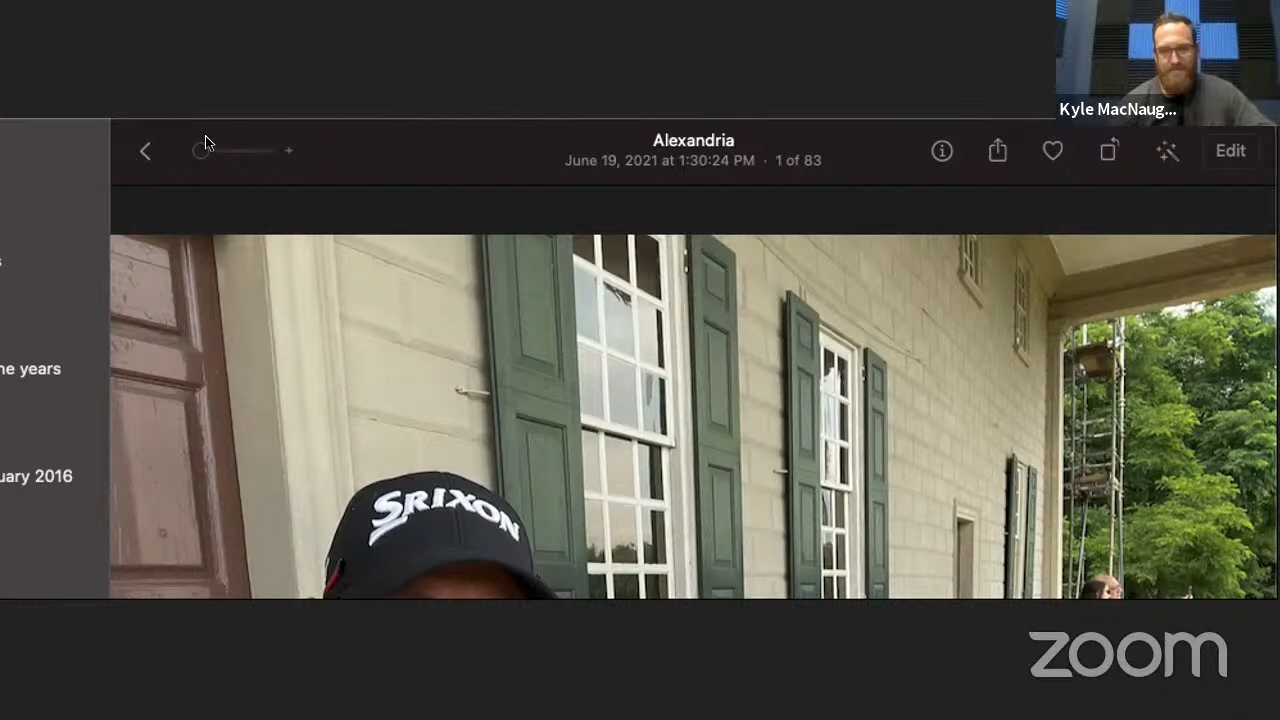 Kyle MacNaug...
Alexandria
June 19, 2021 at 1:30:24 PM · 1 of 83
Edit
s
ne years
uary 2016
SRIXON
zoom